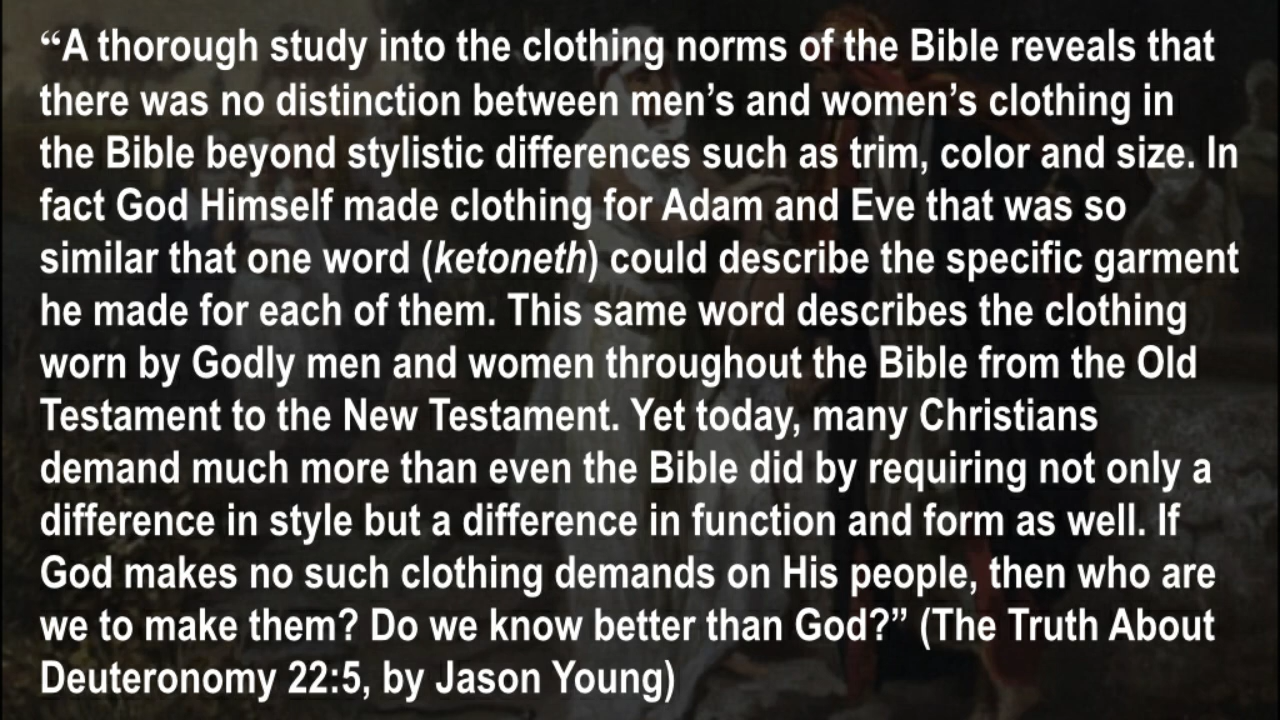 “A thorough study into the clothing norms of the Bible reveals that
there was no distinction between men’s and women’s clothing in
the Bible beyond stylistic differences such as trim, color and size. In
fact God Himself made clothing for Adam and Eve that was so
similar that one word (ketoneth) could describe the specific garment
he made for each of them. This same word describes the clothing
worn by Godly men and women throughout the Bible from the Old
Testament to the New Testament. Yet today, many Christians
demand much more than even the Bible did by requiring not only a
difference in style but a difference in function and form as well. If
God makes no such clothing demands on His people, then who are
we to make them? Do we know better than God?” (The Truth About
Deuteronomy 22:5, by Jason Young)